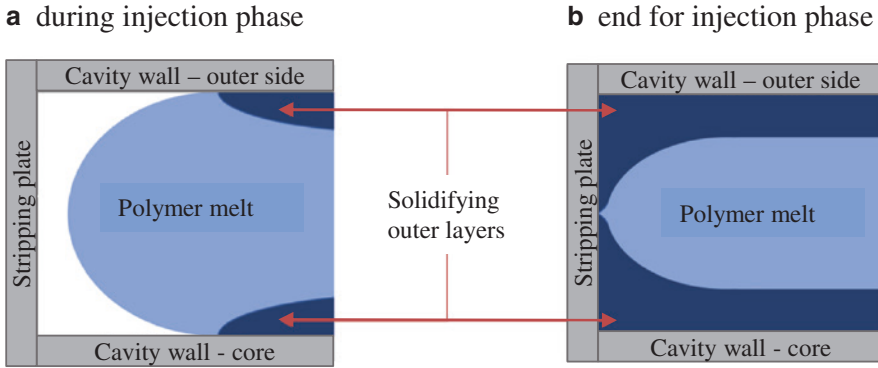 a during injection phase
b end for injection phase
Cavity wall – outer side
Stripping plate
Polymer melt
Cavity wall - core
Solidifying
outer layers
Cavity wall – outer side
Stripping plate
Polymer melt
Cavity wall - core